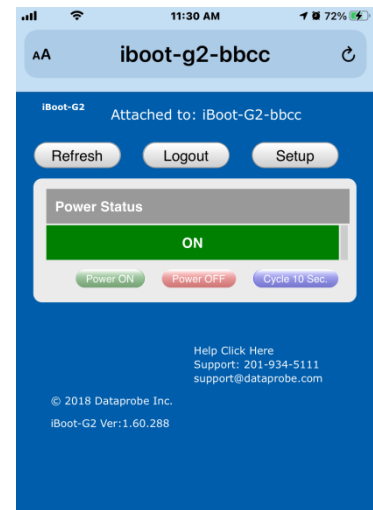 11:30 AM 72%
AA iboot-g2-bbcc
iBoot-G2
Attached to: iBoot-G2-bbcc
Refresh Logout Setup
Power Status
ON
Power ON Power OFF Cycle 10 Sec.
Help Click Here
Support: 201-934-5111
support@dataprobe.com
© 2018 Dataprobe Inc.
iBoot-G2 Ver:1.60.288